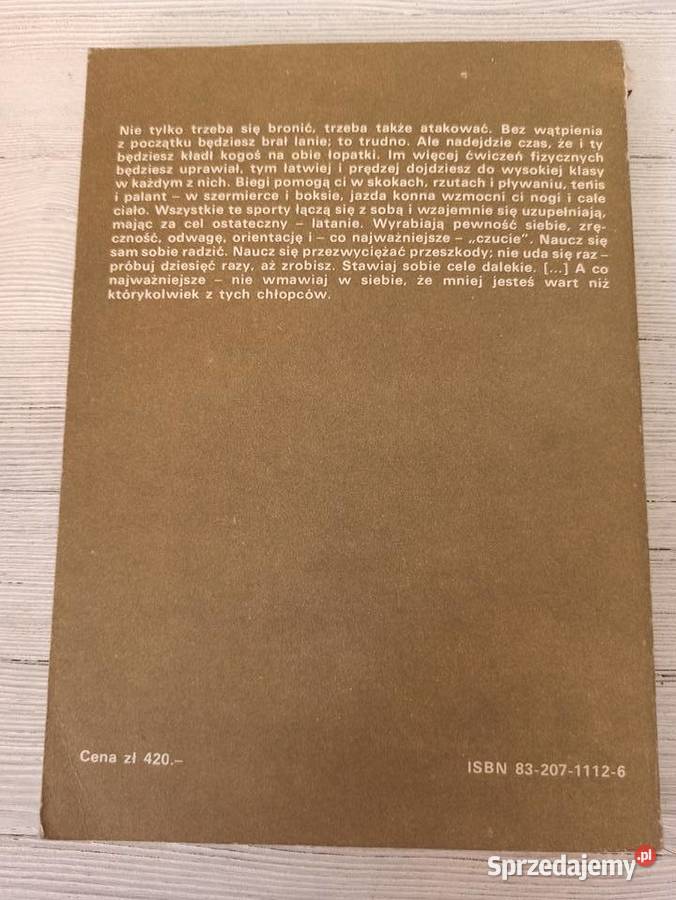 Nie tylko trzeba się bronić, trzeba także atakować. Bez wątpienia
z początku będziesz brał lanie; to trudno. Ale nadejdzie czas, że i ty
będziesz kładł kogoś na obie łopatki. Im więcej ćwiczeń fizycznych
będziesz uprawiał, tym łatwiej i prędzej dojdziesz do wysokiej klasy
w każdym z nich. Biegi pomogą ci w skokach, rzutach i pływaniu, tenis
i palant – w szermierce i boksie, jazda konna wzmocni ci nogi i całe
ciało. Wszystkie te sporty łączą się z sobą i wzajemnie się uzupełniają,
mając za cel ostateczny – latanie. Wyrabiają pewność siebie, zrę-
czność, odwagę, orientację i – co najważniejsze – „czucie". Naucz się
sam sobie radzić. Naucz się przezwyciężać przeszkody; nie uda się raz –
próbuj dziesięć razy, aż zrobisz. Stawiaj sobie cele dalekie. [...] A co
najważniejsze – nie wmawiaj w siebie, że mniej jesteś wart niż
którykolwiek z tych chłopców.
Cena zł 420.–
ISBN 83-207-1112-6
Sprzedajemy.pl